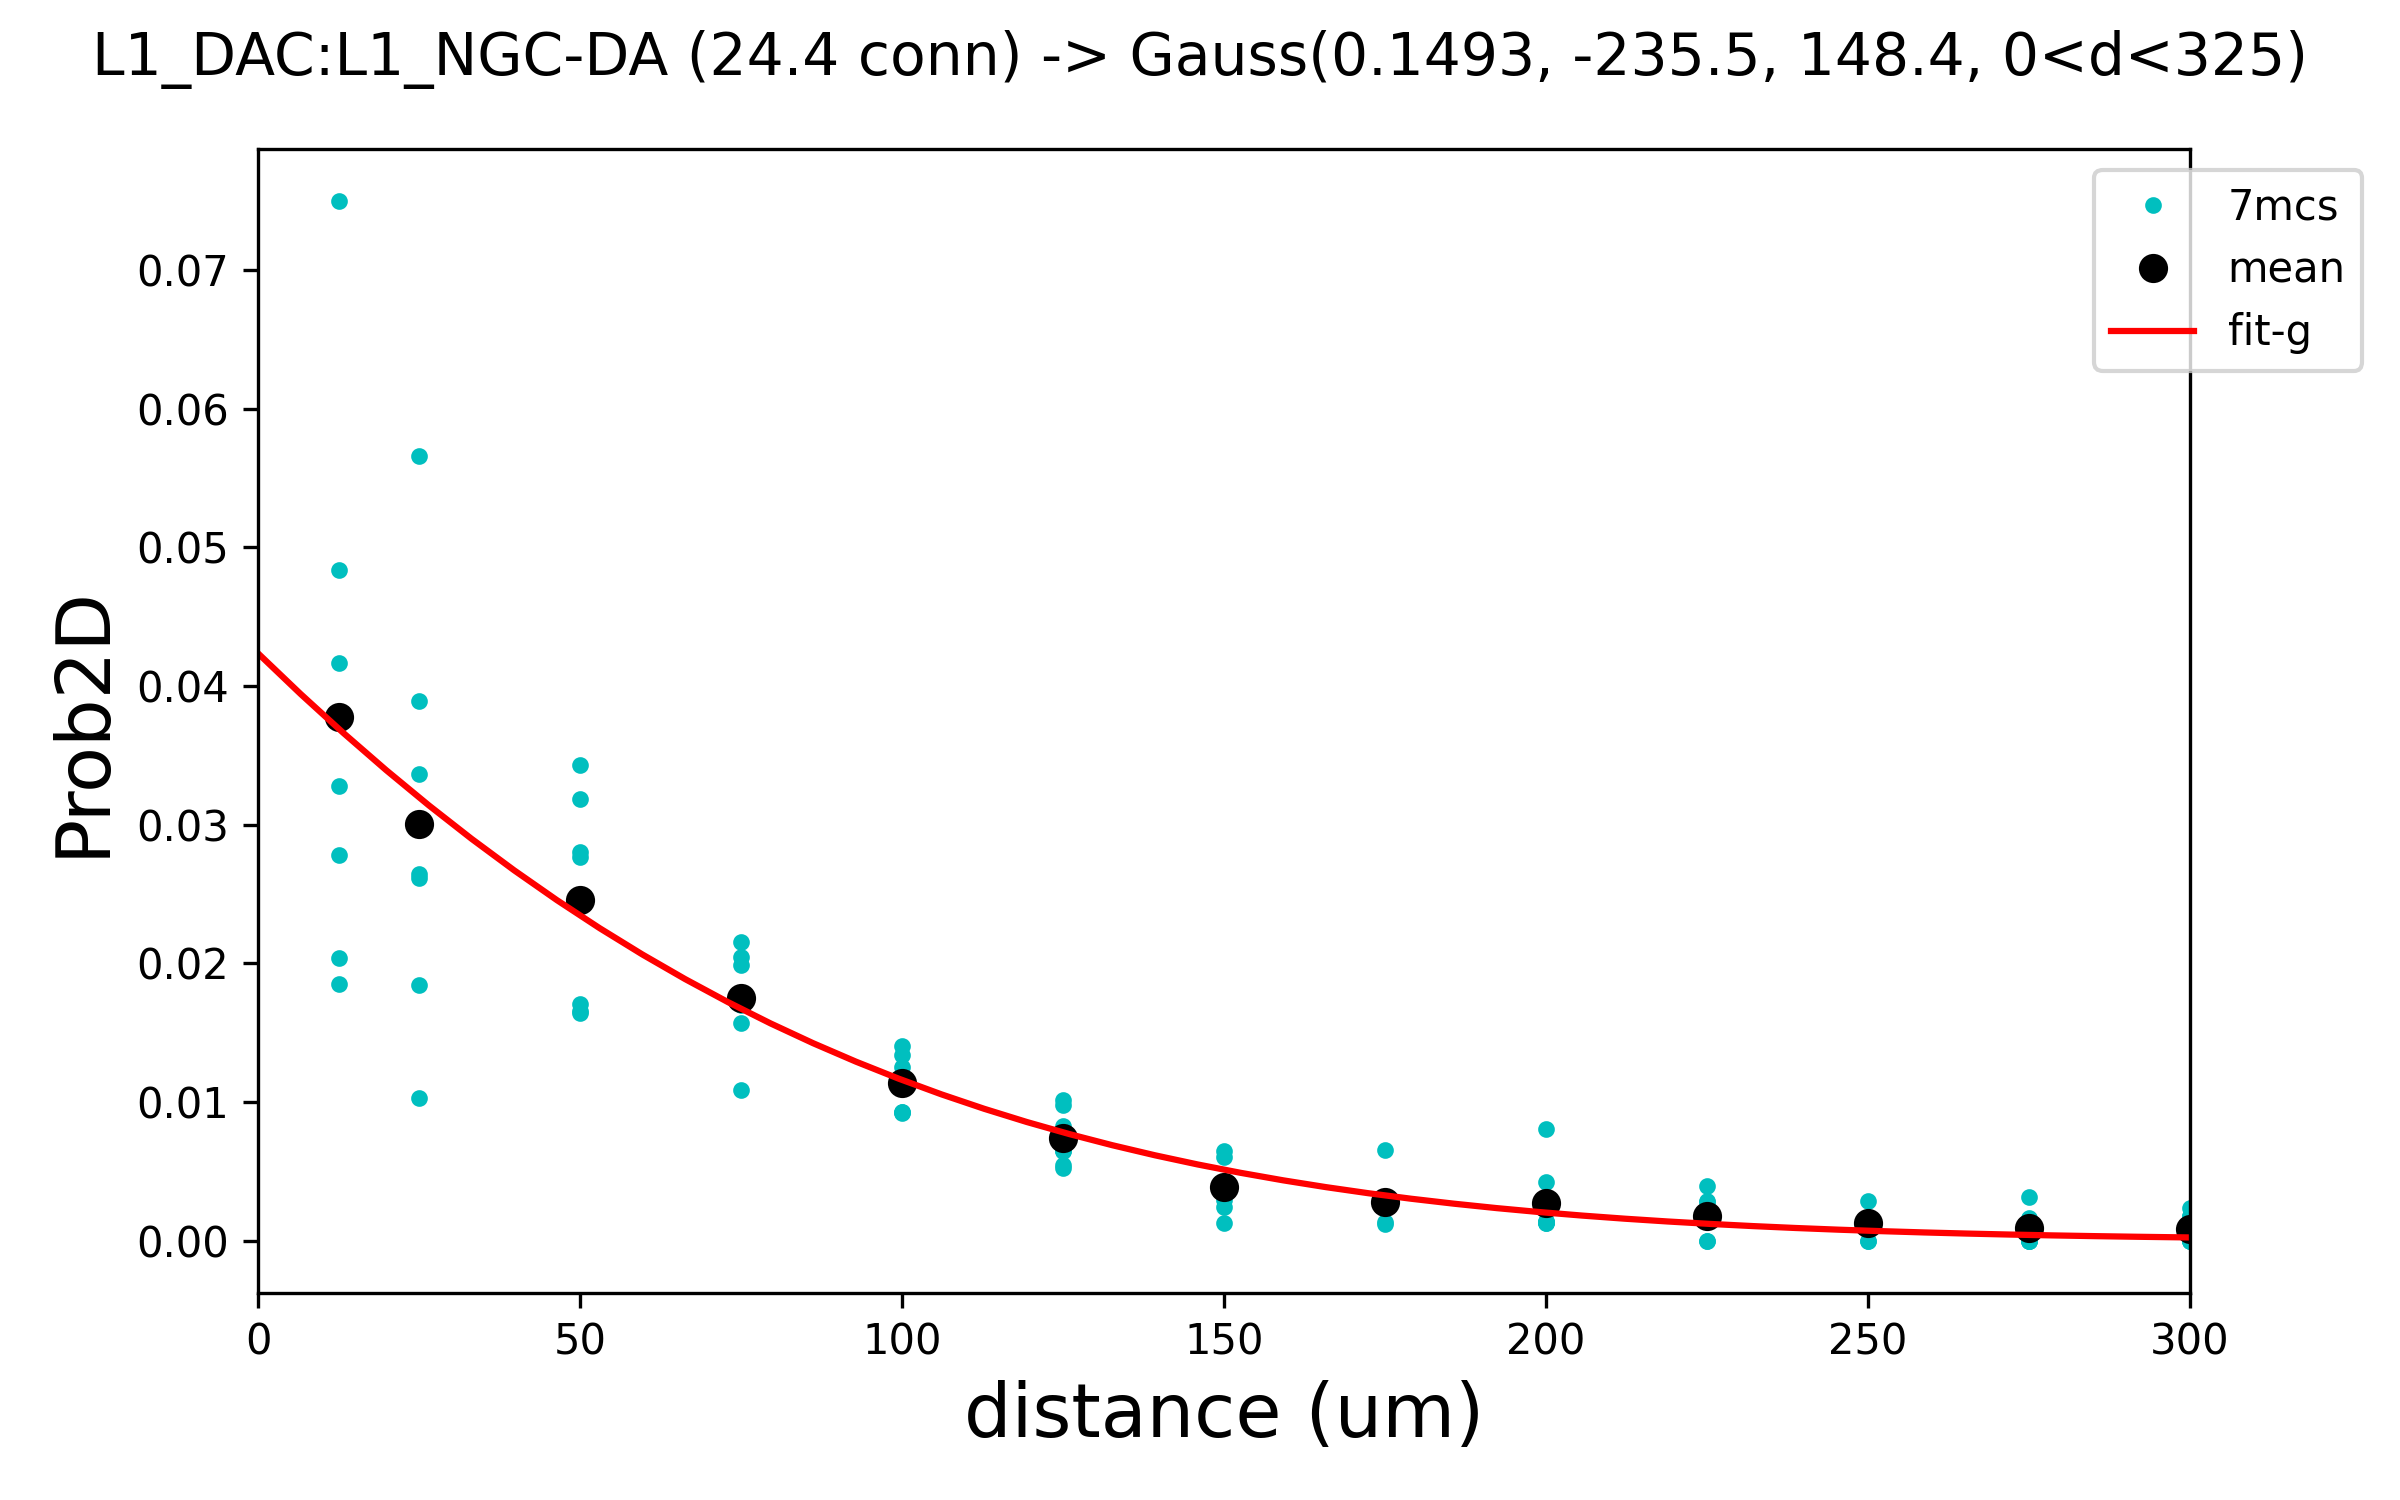 L1_DAC:L1_NGC-DA (24.4 conn) -> Gauss(0.1493, -235.5, 148.4, 0<d<325)
7mcs
mean
fit-g
0.07
0.06
0.05
0.04
0.03
0.02
0.01
0.00
Prob2D
0 50 100 150 200 250 300
distance (um)